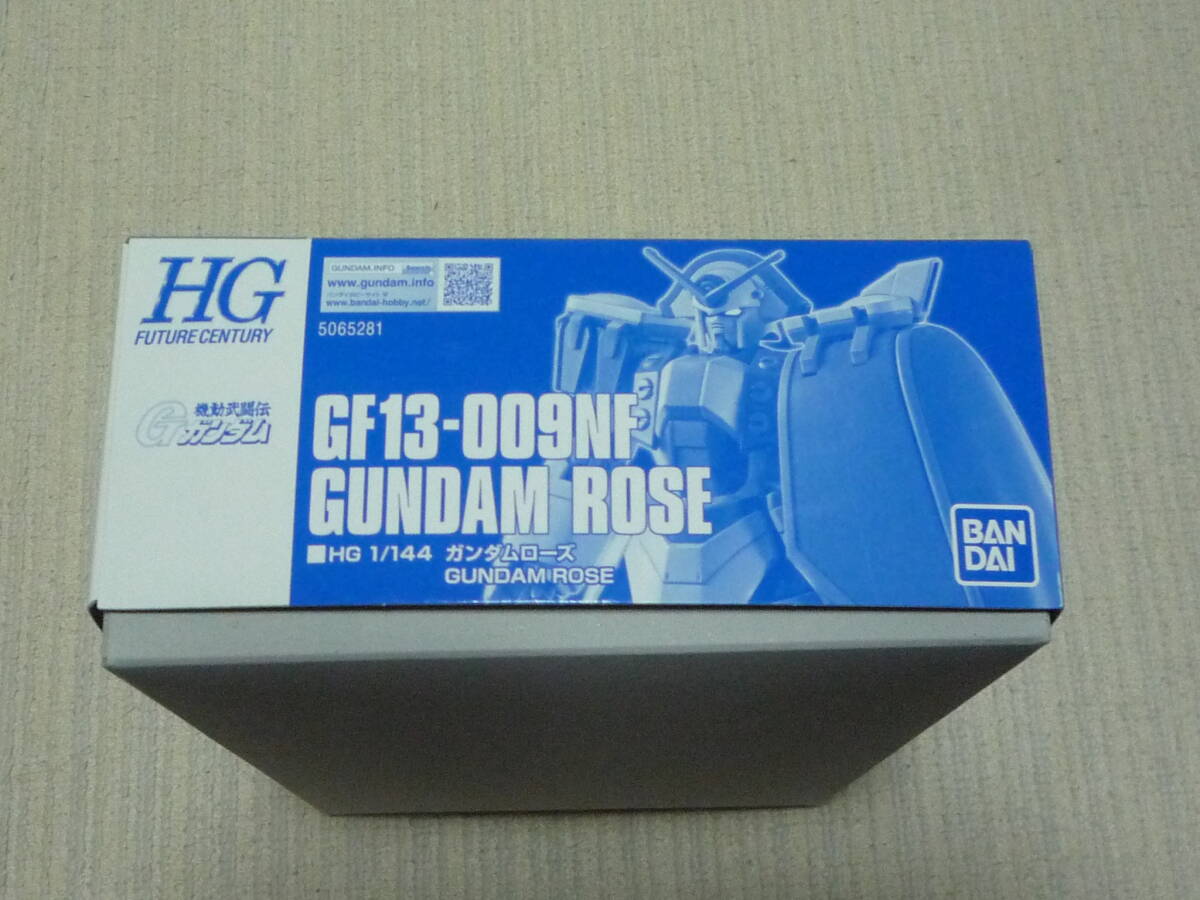 HG
FUTURE CENTURY
機動武闘伝
Gガンダム
GUNDAM.INFO
www.gundam.info
www.bandai-hobby.net/
5065281
GF13-009NF
GUNDAM ROSE
■HG 1/144 ガンダムローズ
GUNDAM ROSE
BAN
DAI